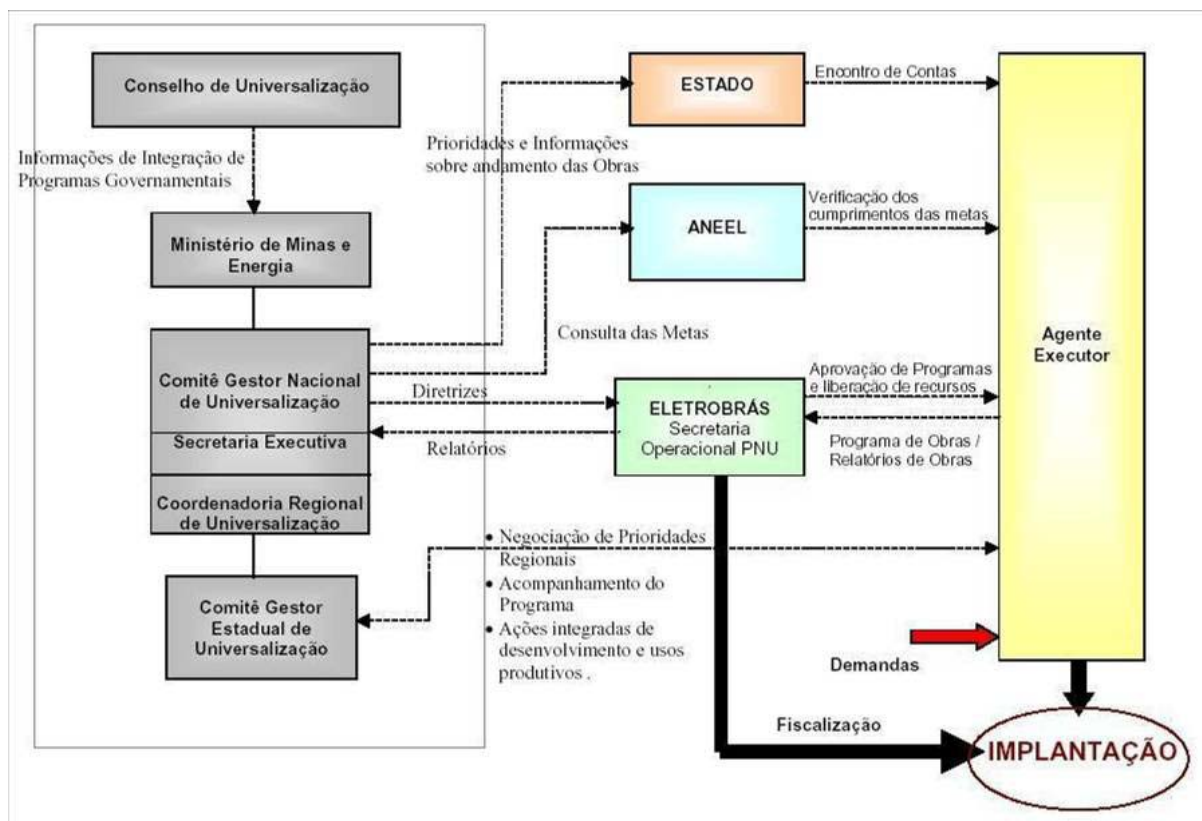 Conselho de Universalização
Informações de Integração de
Programas Governamentais
Ministério de Minas e
Energia
Comitê Gestor Nacional
de Universalização
Secretaria Executiva
Coordenadoria Regional
de Universalização
Comitê Gestor
Estadual de
Universalização
Prioridades e Informações
sobre andamento das Obras
Consulta das Metas
Diretrizes
Relatórios
• Negociação de Prioridades
Regionais
• Acompanhamento do
Programa
• Ações integradas de
desenvolvimento e usos
produtivos .
ESTADO
ANEEL
ELETROBRÁS
Secretaria
Operacional PNU
Encontro de Contas
Verificação dos
cumprimentos das metas
Aprovação de Programas
e liberação de recursos
Programa de Obras /
Relatórios de Obras
Agente
Executor
Demandas
Fiscalização
IMPLANTAÇÃO